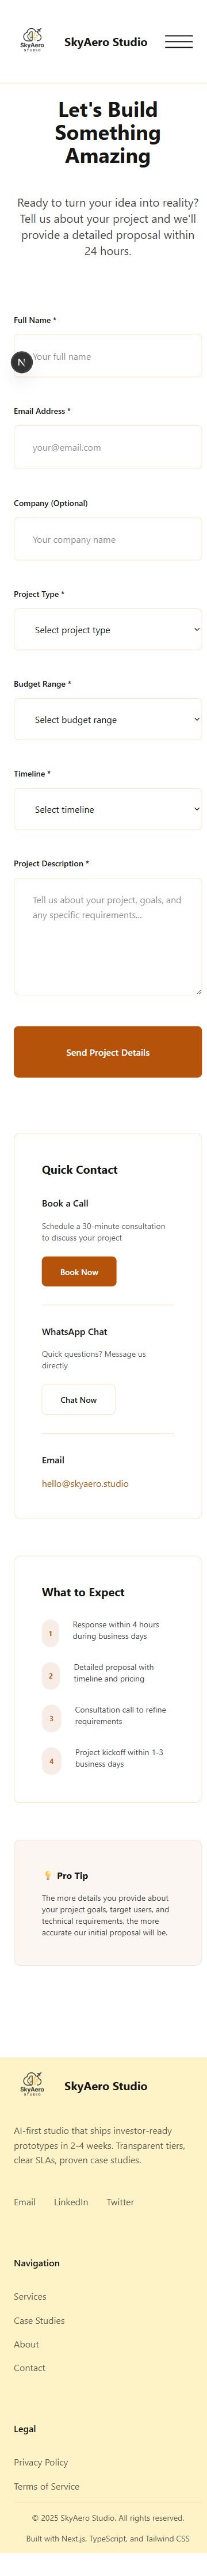 SkyAero
STUDIO
SkyAero Studio
Let's Build
Something
Amazing
Ready to turn your idea into reality?
Tell us about your project and we'll
provide a detailed proposal within
24 hours.
Full Name *
N
Your full name
Email Address *
your@email.com
Company (Optional)
Your company name
Project Type *
Select project type
Budget Range *
Select budget range
Timeline *
Select timeline
Project Description *
Tell us about your project, goals, and
any specific requirements...
Send Project Details
Quick Contact
Book a Call
Schedule a 30-minute consultation
to discuss your project
Book Now
WhatsApp Chat
Quick questions? Message us
directly
Chat Now
Email
hello@skyaero.studio
What to Expect
1 Response within 4 hours
during business days
2 Detailed proposal with
timeline and pricing
3 Consultation call to refine
requirements
4 Project kickoff within 1-3
business days
💡 Pro Tip
The more details you provide about
your project goals, target users, and
technical requirements, the more
accurate our initial proposal will be.
SkyAero
STUDIO
SkyAero Studio
AI-first studio that ships investor-ready
prototypes in 2-4 weeks. Transparent tiers,
clear SLAs, proven case studies.
Email LinkedIn Twitter
Navigation
Services
Case Studies
About
Contact
Legal
Privacy Policy
Terms of Service
© 2025 SkyAero Studio. All rights reserved.
Built with Next.js, TypeScript, and Tailwind CSS